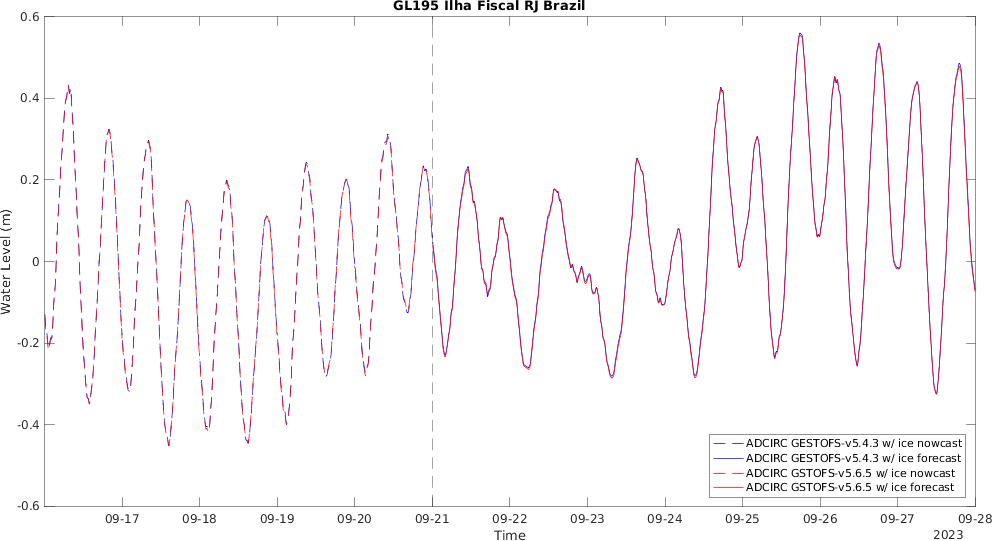 GL195 Ilha Fiscal RJ Brazil
0.6
0.4
0.2
0
-0.2
-0.4
-0.6
Water Level (m)
ADCIRC GESTOFS-v5.4.3 w/ ice nowcast
ADCIRC GESTOFS-v5.4.3 w/ ice forecast
ADCIRC GSTOFS-v5.6.5 w/ ice nowcast
ADCIRC GSTOFS-v5.6.5 w/ ice forecast
09-17 09-18 09-19 09-20 09-21 09-22 09-23 09-24 09-25 09-26 09-27 09-28
Time
2023